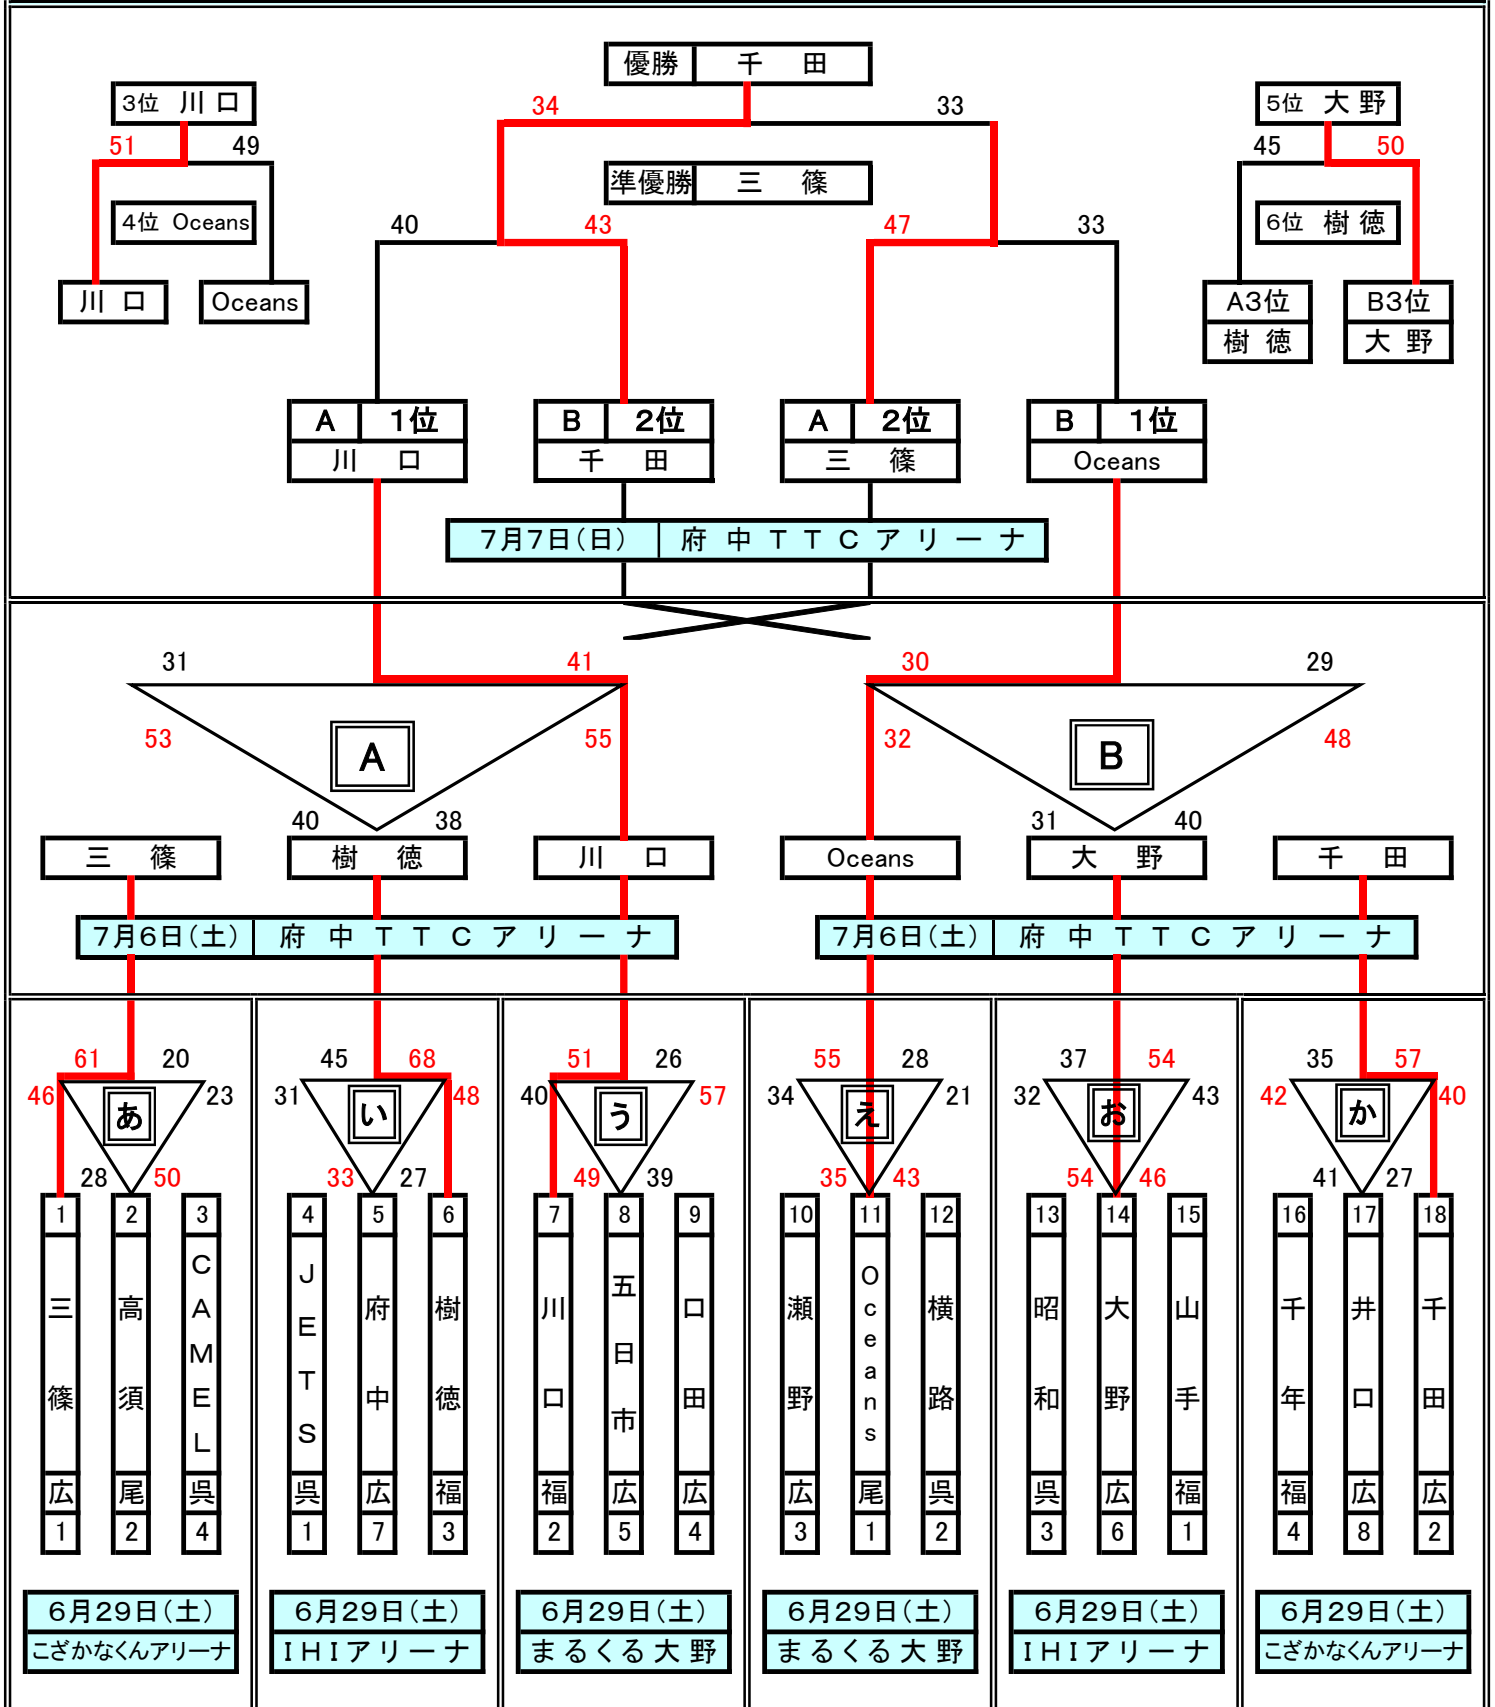 優勝 千田
3位 川口
34 33
5位 大野
51 49
45 50
準優勝 三篠
4位 Oceans
40 43 47 33
6位 樹徳
川口 Oceans
A3位 B3位
樹徳 大野
A 1位 B 2位 A 2位 B 1位
川口 千田 三篠 Oceans
7月7日(日) 府中TTCアリーナ
31 41 30 29
53 A 55 32 B 48
40 38 31 40
三篠 樹徳 川口 Oceans 大野 千田
7月6日(土) 府中TTCアリーナ 7月6日(土) 府中TTCアリーナ
61 20 45 68 51 26 55 28 37 54 35 57
46 あ 23 31 い 48 40 う 57 34 え 21 32 お 43 42 か 40
28 50 33 27 49 39 35 43 54 46 41 27
1 2 3 4 5 6 7 8 9 10 11 12 13 14 15 16 17 18
三篠 高須 CAMEL JETS 府中 樹徳 川口 五日市 口田 瀬野 Oceans 横路 昭和 大野 山手 千年 井口 千田
広 尾 呉 呉 広 福 福 広 広 広 尾 呉 呉 広 福 福 広 広
1 2 4 1 7 3 2 5 4 3 1 2 3 6 1 4 8 2
6月29日(土) 6月29日(土) 6月29日(土) 6月29日(土) 6月29日(土) 6月29日(土)
こざかなくんアリーナ IHIアリーナ まるくる大野 まるくる大野 IHIアリーナ こざかなくんアリーナ